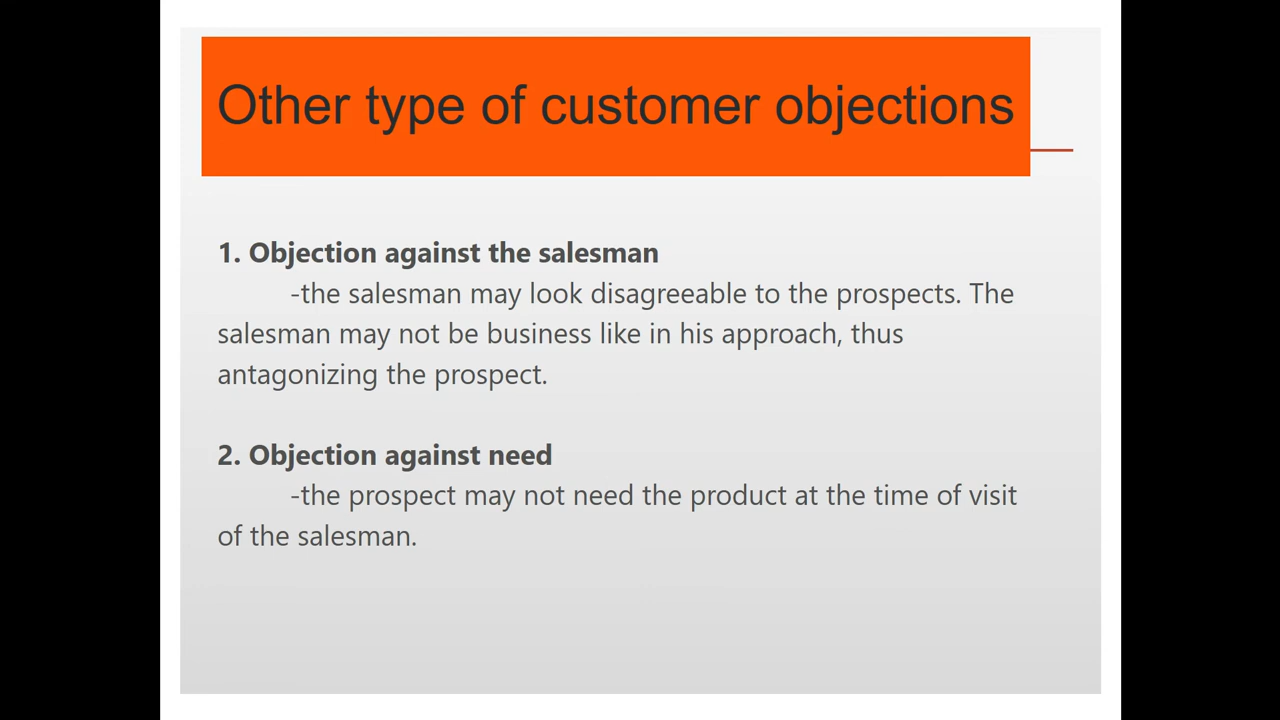 Other type of customer objections
1. Objection against the salesman
-the salesman may look disagreeable to the prospects. The
salesman may not be business like in his approach, thus
antagonizing the prospect.
2. Objection against need
-the prospect may not need the product at the time of visit
of the salesman.